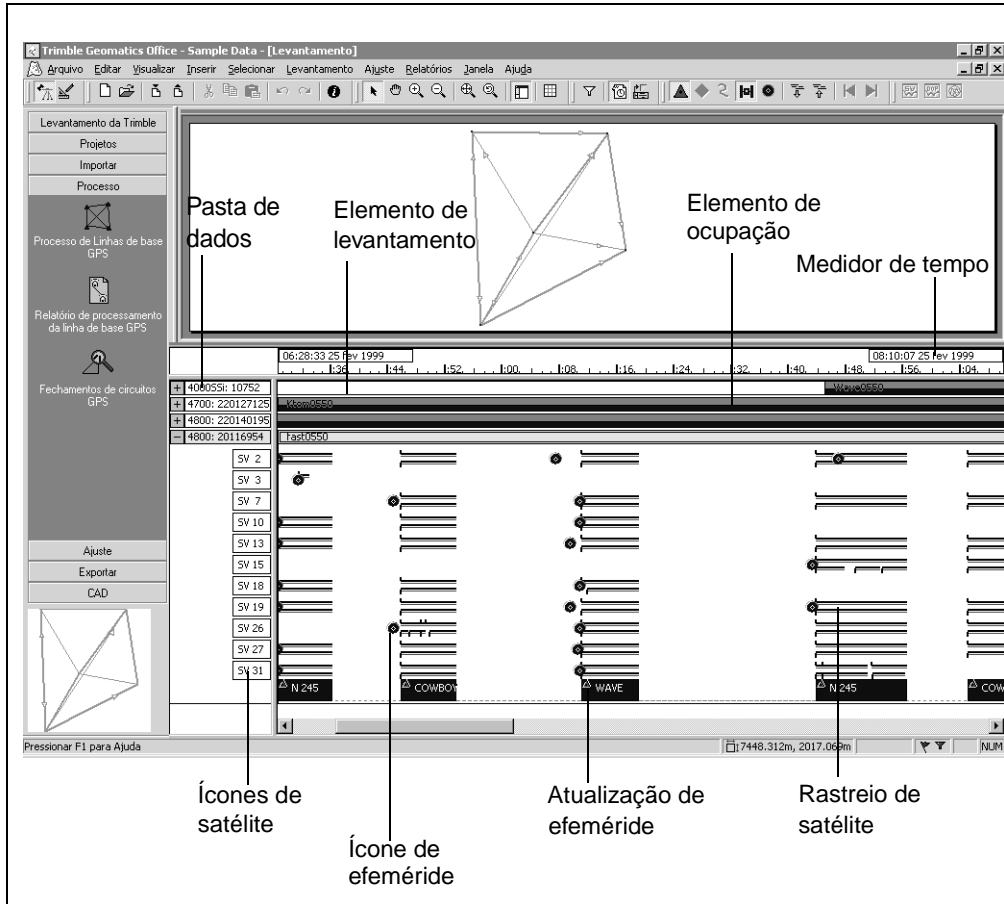 Trimble Geomatics Office - Sample Data - [Levantamento]
Arquivo Editar Visualizar Inserir Selecionar Levantamento Ajuste Relatórios Janela Ajuda
Levantamento da Trimble
Projetos
Importar
Processo
Processo de Linhas de base
GPS
Relatório de processamento
da linha de base GPS
Fechamentos de circuitos
GPS
Ajuste
Exportar
CAD
Pasta de
dados
Elemento de
levantamento
Elemento de
ocupação
Medidor de tempo
06:28:33 25 fev 1999
08:10:07 25 fev 1999
:36 :44 :52 :00 :08 :16 :24 :32 :40 :48 :56 :04
4000SSi: 10752
Wave0550
4700: 220127125
Ktom0550
4800: 220140195
4800: 20116954
fast0550
SV 2
SV 3
SV 7
SV 10
SV 13
SV 15
SV 18
SV 19
SV 26
SV 27
SV 31
N 245 COWBOY WAVE N 245 COW
Pressionar F1 para Ajuda
7448.312m, 2017.069m
NUM
Ícones de
satélite
Ícone de
efeméride
Atualização de
efeméride
Rastreio de
satélite